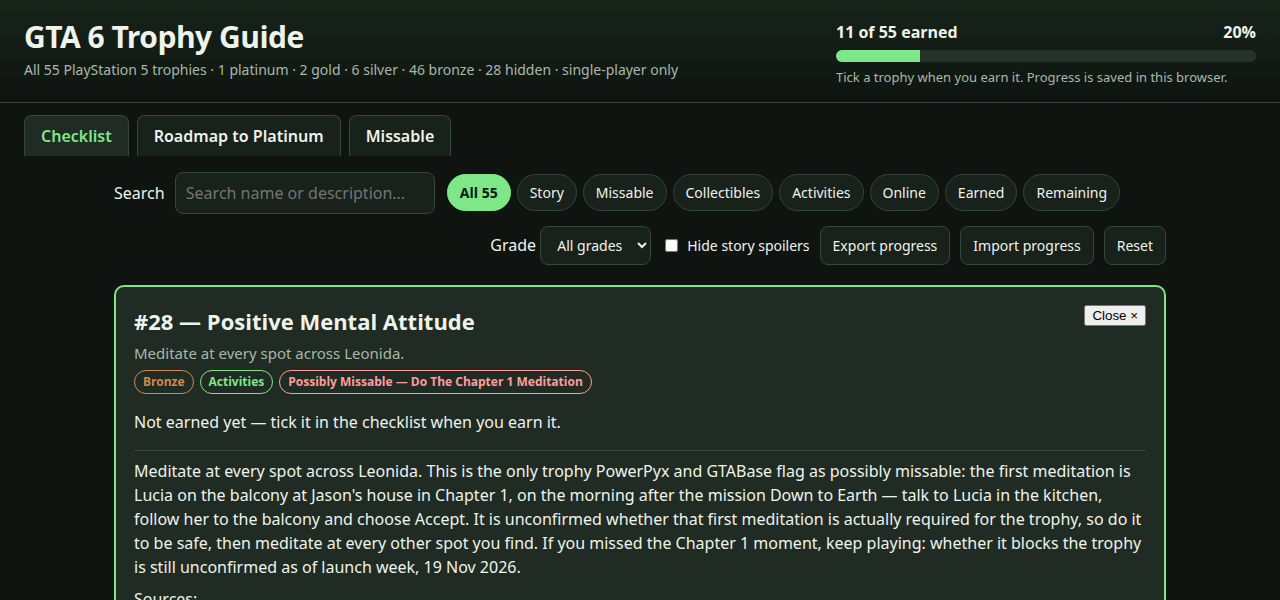 GTA 6 Trophy Guide
All 55 PlayStation 5 trophies · 1 platinum · 2 gold · 6 silver · 46 bronze · 28 hidden · single-player only
11 of 55 earned 20%
Tick a trophy when you earn it. Progress is saved in this browser.
Checklist Roadmap to Platinum Missable
Search Search name or description... All 55 Story Missable Collectibles Activities Online Earned Remaining
Grade All grades Hide story spoilers Export progress Import progress Reset
#28 — Positive Mental Attitude Close ×
Meditate at every spot across Leonida.
Bronze Activities Possibly Missable — Do The Chapter 1 Meditation
Not earned yet — tick it in the checklist when you earn it.
Meditate at every spot across Leonida. This is the only trophy PowerPyx and GTABase flag as possibly missable: the first meditation is
Lucia on the balcony at Jason's house in Chapter 1, on the morning after the mission Down to Earth — talk to Lucia in the kitchen,
follow her to the balcony and choose Accept. It is unconfirmed whether that first meditation is actually required for the trophy, so do it
to be safe, then meditate at every other spot you find. If you missed the Chapter 1 moment, keep playing: whether it blocks the trophy
is still unconfirmed as of launch week, 19 Nov 2026.
Sources: